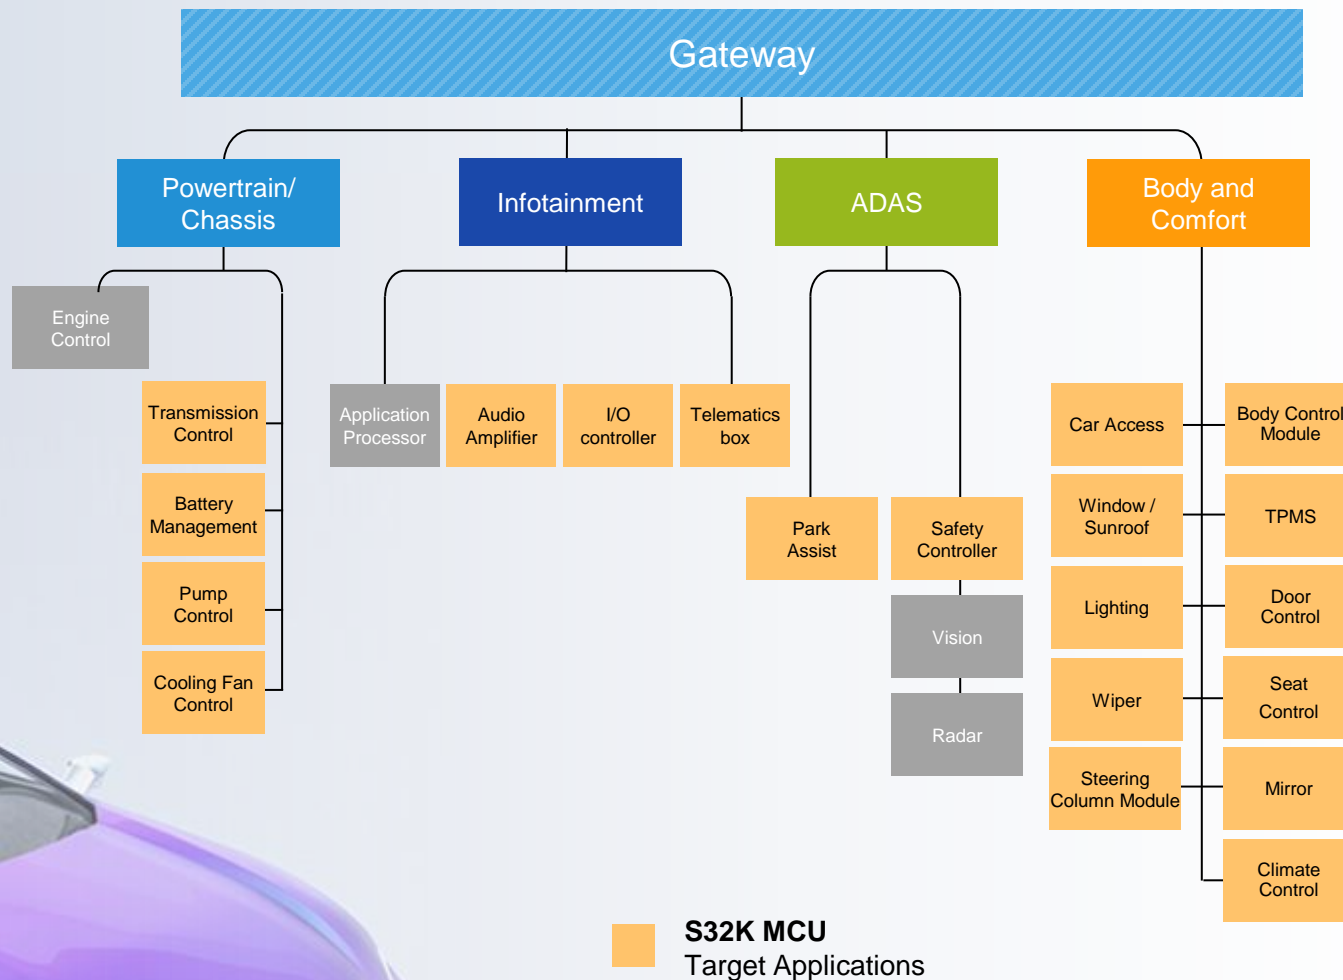 Gateway
Powertrain/
Chassis
Infotainment
ADAS
Body and
Comfort
Engine
Control
Transmission
Control
Battery
Management
Pump
Control
Cooling Fan
Control
Application
Processor
Audio
Amplifier
I/O
controller
Telematics
box
Park
Assist
Safety
Controller
Vision
Radar
Car Access
Body Control
Module
Window /
Sunroof
TPMS
Lighting
Door
Control
Wiper
Seat
Control
Steering
Column Module
Mirror
Climate
Control
S32K MCU
Target Applications